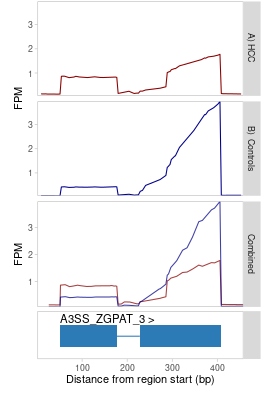 3
2
1
A) HCC
FPM
3
2
1
B) Controls
3
2
1
Combined
FPM
A3SS_ZGPAT_3 >
100 200 300 400
Distance from region start (bp)